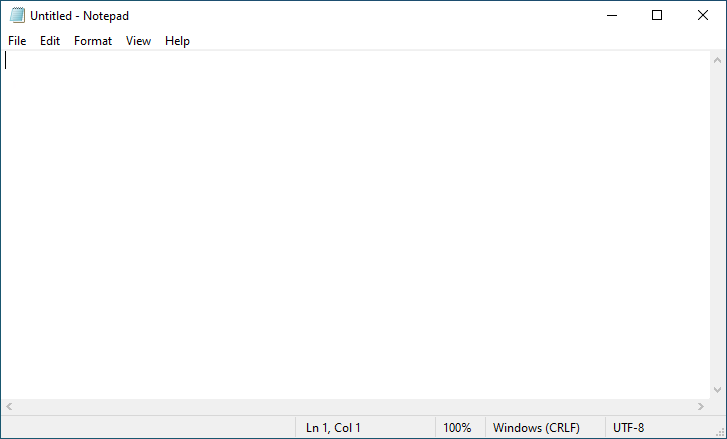 Untitled - Notepad
File Edit Format View Help
Ln 1, Col 1 100% Windows (CRLF) UTF-8